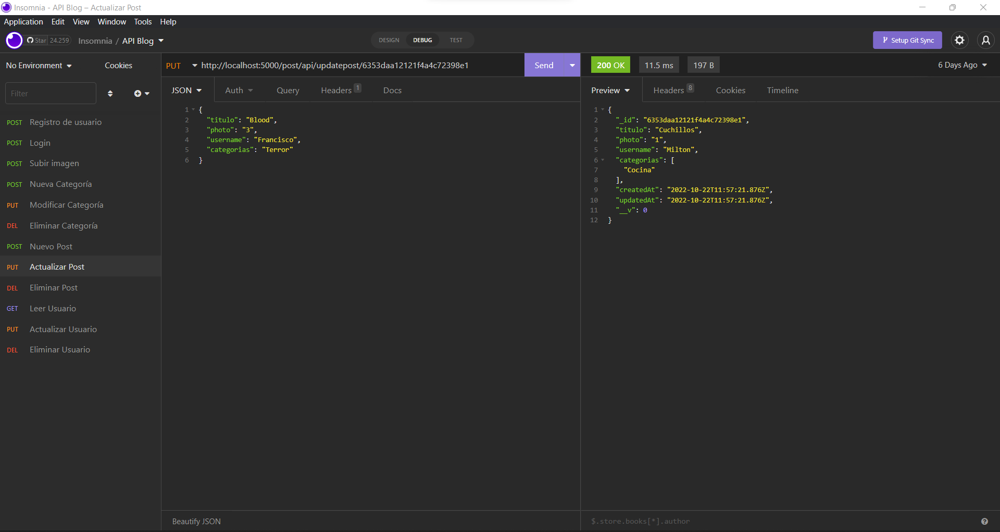 Insomnia - API Blog – Actualizar Post
Application Edit View Window Tools Help
Star 24.259 Insomnia / API Blog
DESIGN DEBUG TEST
Setup Git Sync
No Environment Cookies
Filter
POST Registro de usuario
POST Login
POST Subir imagen
POST Nueva Categoría
PUT Modificar Categoría
DEL Eliminar Categoría
POST Nuevo Post
PUT Actualizar Post
DEL Eliminar Post
GET Leer Usuario
PUT Actualizar Usuario
DEL Eliminar Usuario
PUT http://localhost:5000/post/api/updatepost/6353daa12121f4a4c72398e1 Send
JSON Auth Query Headers 1 Docs
1 {
2 "titulo": "Blood",
3 "photo": "3",
4 "username": "Francisco",
5 "categorias": "Terror"
6 }
Beautify JSON
200 OK 11.5 ms 197 B 6 Days Ago
Preview Headers 8 Cookies Timeline
1 {
2 "_id": "6353daa12121f4a4c72398e1",
3 "titulo": "Cuchillos",
4 "photo": "1",
5 "username": "Milton",
6 "categorias": [
7 "Cocina"
8 ],
9 "createdAt": "2022-10-22T11:57:21.876Z",
10 "updatedAt": "2022-10-22T11:57:21.876Z",
11 "__v": 0
12 }
$.store.books[*].author